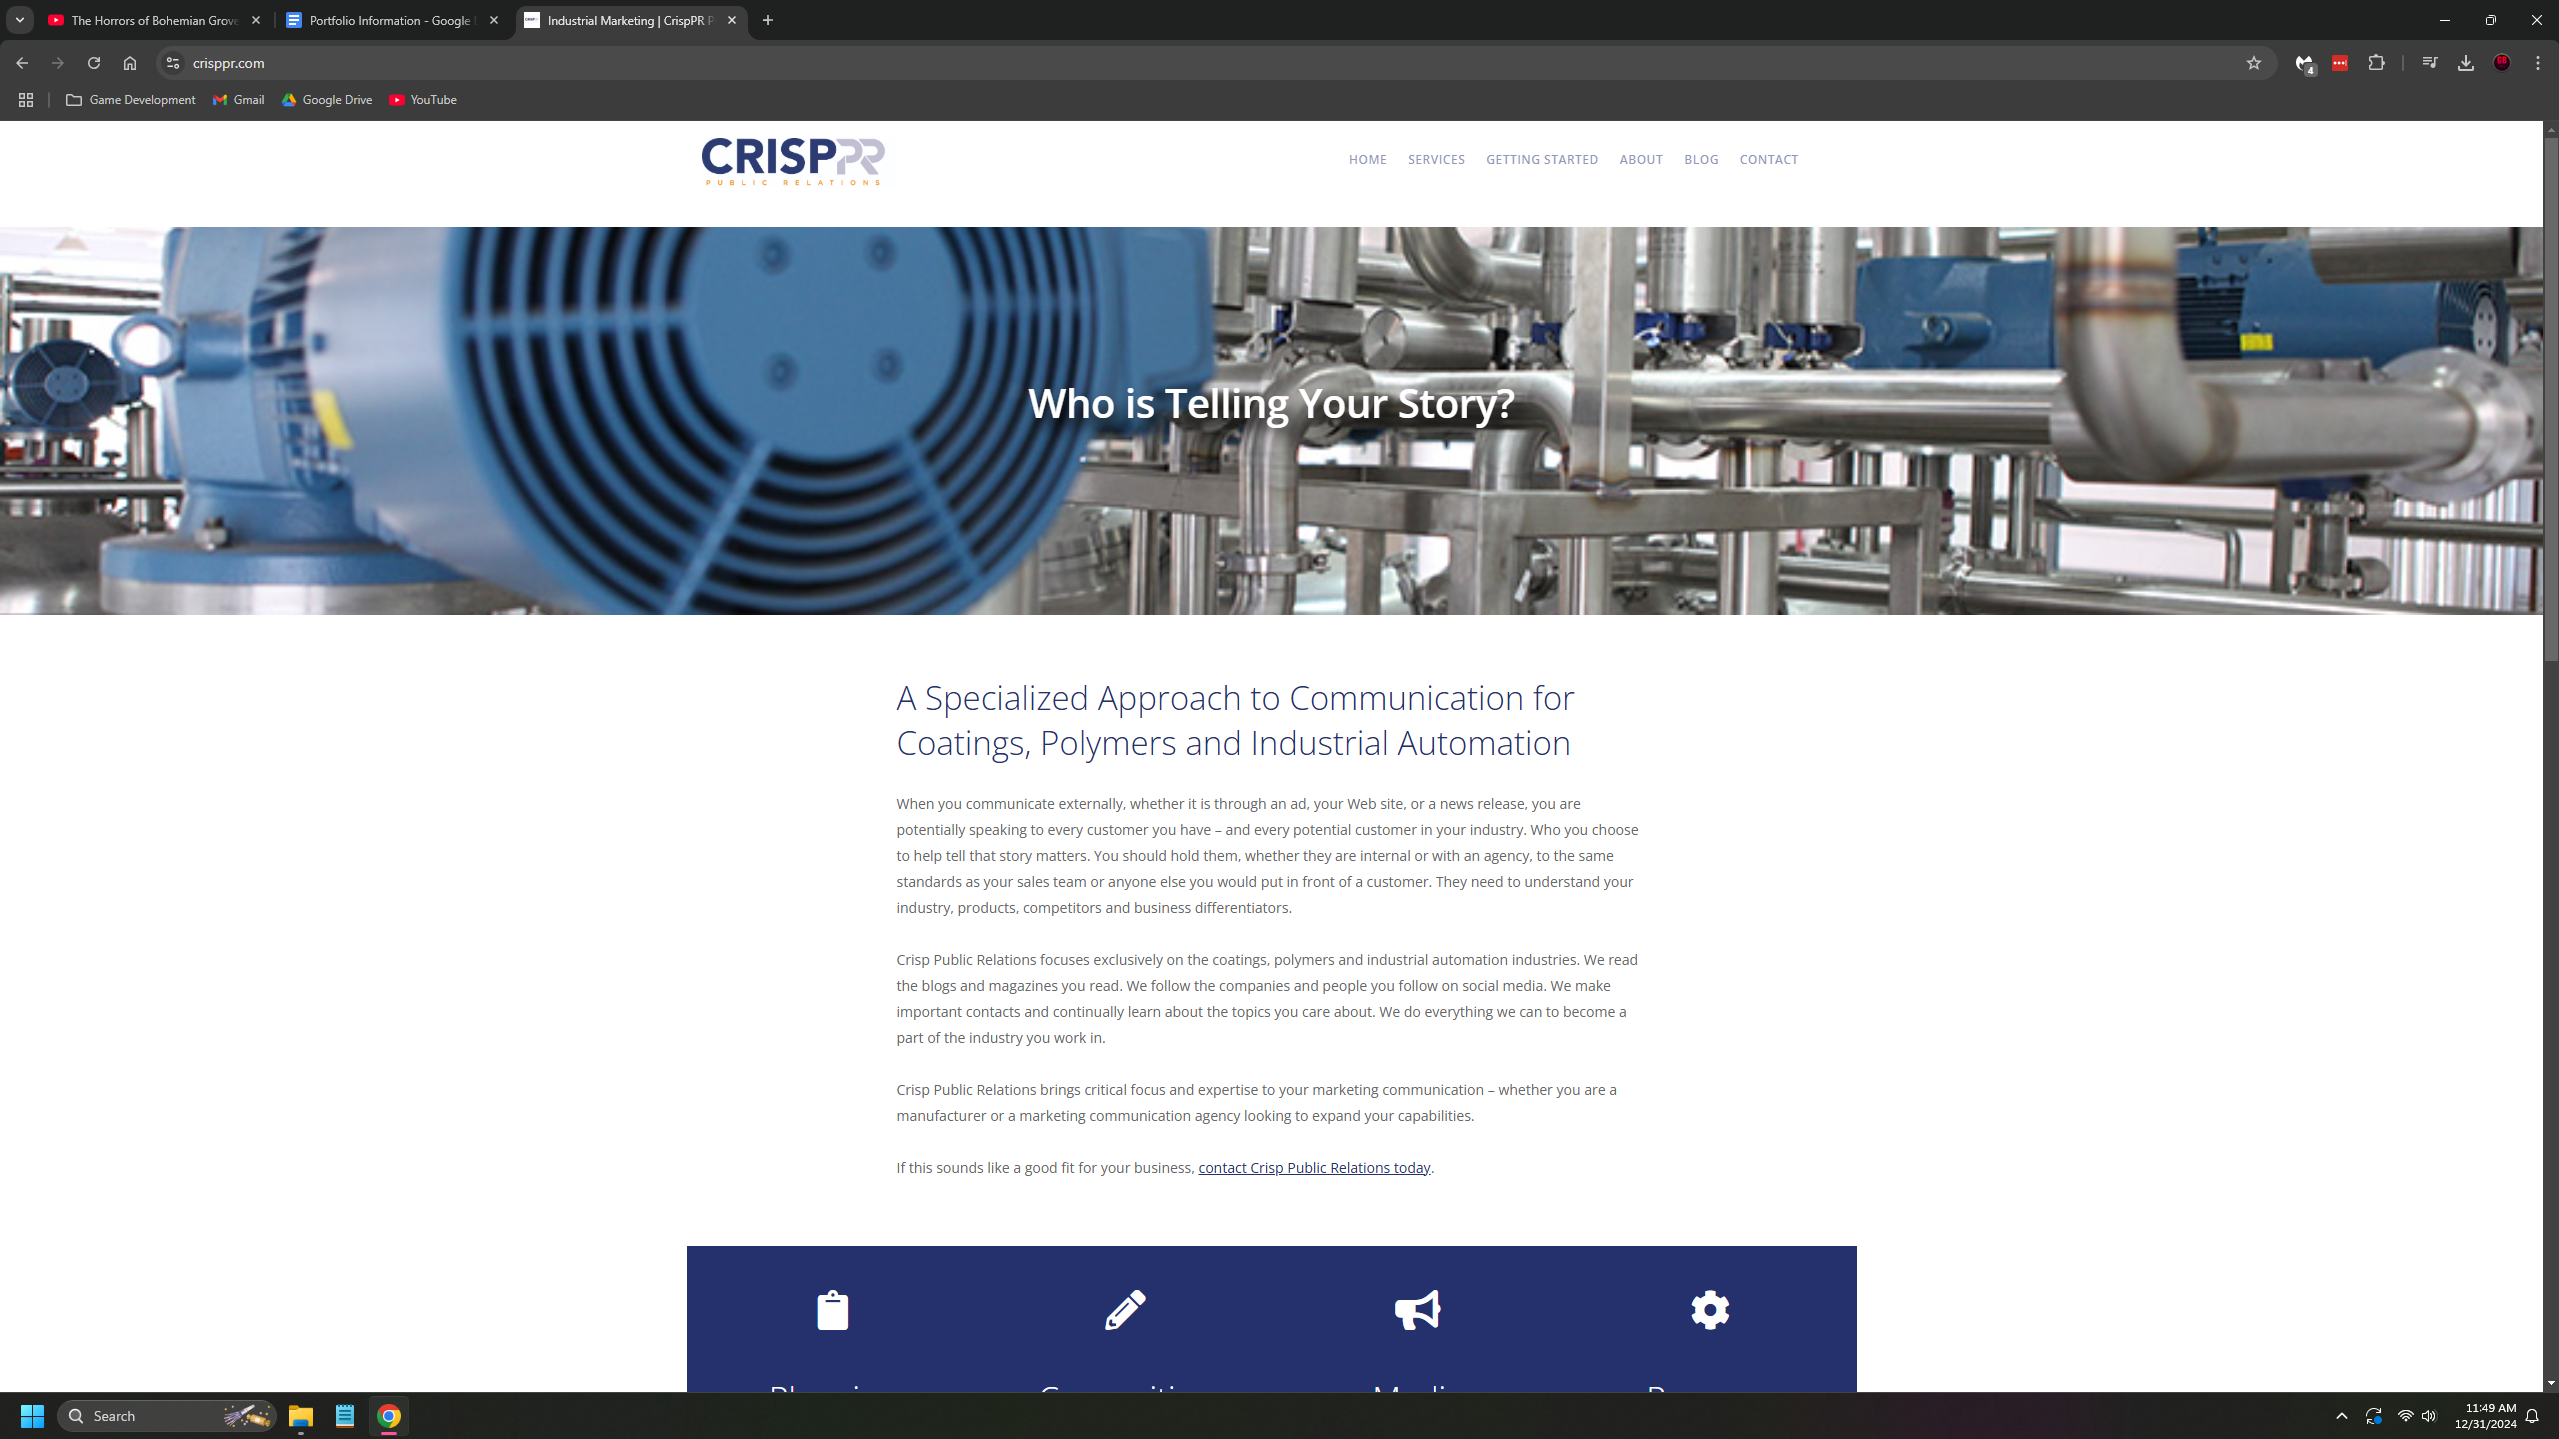 The Horrors of Bohemian Grove
Portfolio Information - Google
Industrial Marketing | CrispPR P
crisppr.com
4
Game Development
Gmail
Google Drive
YouTube
CRISPPR
PUBLIC RELATIONS
HOME
SERVICES
GETTING STARTED
ABOUT
BLOG
CONTACT
Who is Telling Your Story?
A Specialized Approach to Communication for
Coatings, Polymers and Industrial Automation
When you communicate externally, whether it is through an ad, your Web site, or a news release, you are
potentially speaking to every customer you have – and every potential customer in your industry. Who you choose
to help tell that story matters. You should hold them, whether they are internal or with an agency, to the same
standards as your sales team or anyone else you would put in front of a customer. They need to understand your
industry, products, competitors and business differentiators.
Crisp Public Relations focuses exclusively on the coatings, polymers and industrial automation industries. We read
the blogs and magazines you read. We follow the companies and people you follow on social media. We make
important contacts and continually learn about the topics you care about. We do everything we can to become a
part of the industry you work in.
Crisp Public Relations brings critical focus and expertise to your marketing communication – whether you are a
manufacturer or a marketing communication agency looking to expand your capabilities.
If this sounds like a good fit for your business, contact Crisp Public Relations today.
Search
11:49 AM
12/31/2024